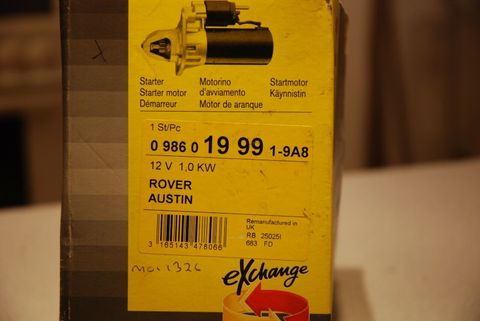 Starter Motorino Startmotor
Starter motor d'avviamento Käynnistin
Démarreur Motor de aranque
1 St/Pc
0 986 0 19 99 1-9A8
12 V 1,0 KW
ROVER
AUSTIN
Remanufactured in
UK
RB 25025I
683 FD
3 165143 478066
eXchange